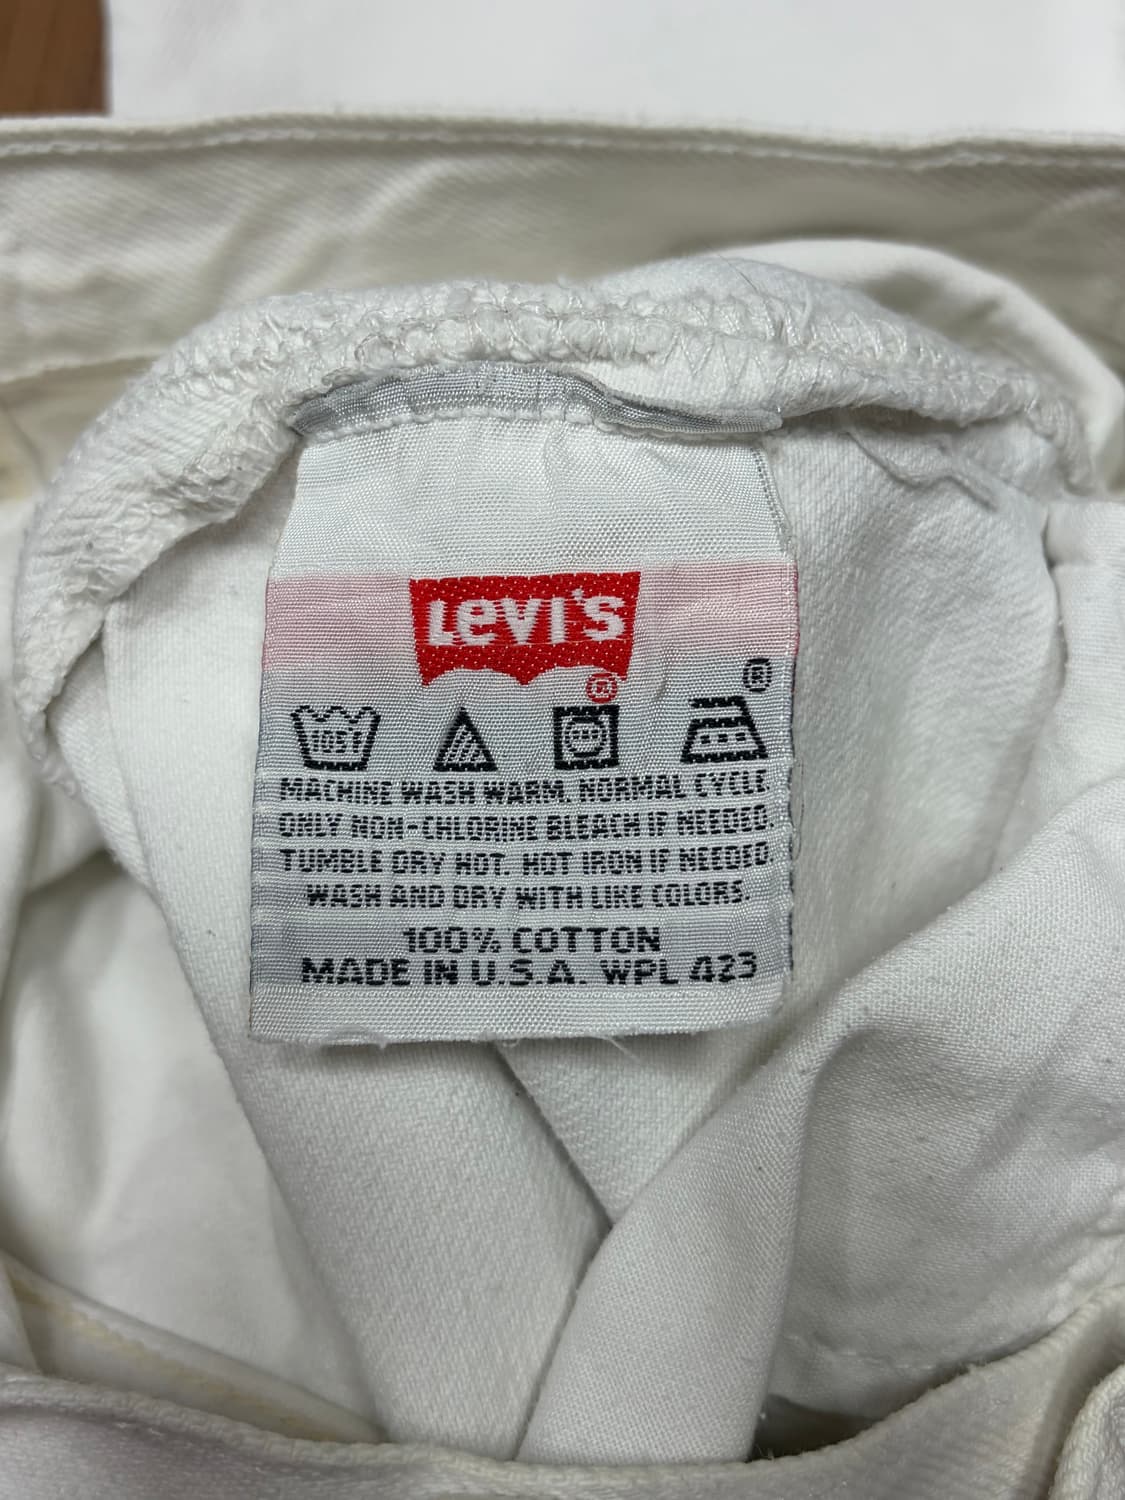 LEVI'S
®
®
105F
MACHINE WASH WARM. NORMAL CYCLE.
ONLY NON-CHLORINE BLEACH IF NEEDED.
TUMBLE DRY HOT. HOT IRON IF NEEDED.
WASH AND DRY WITH LIKE COLORS.
100% COTTON
MADE IN U.S.A. WPL 423